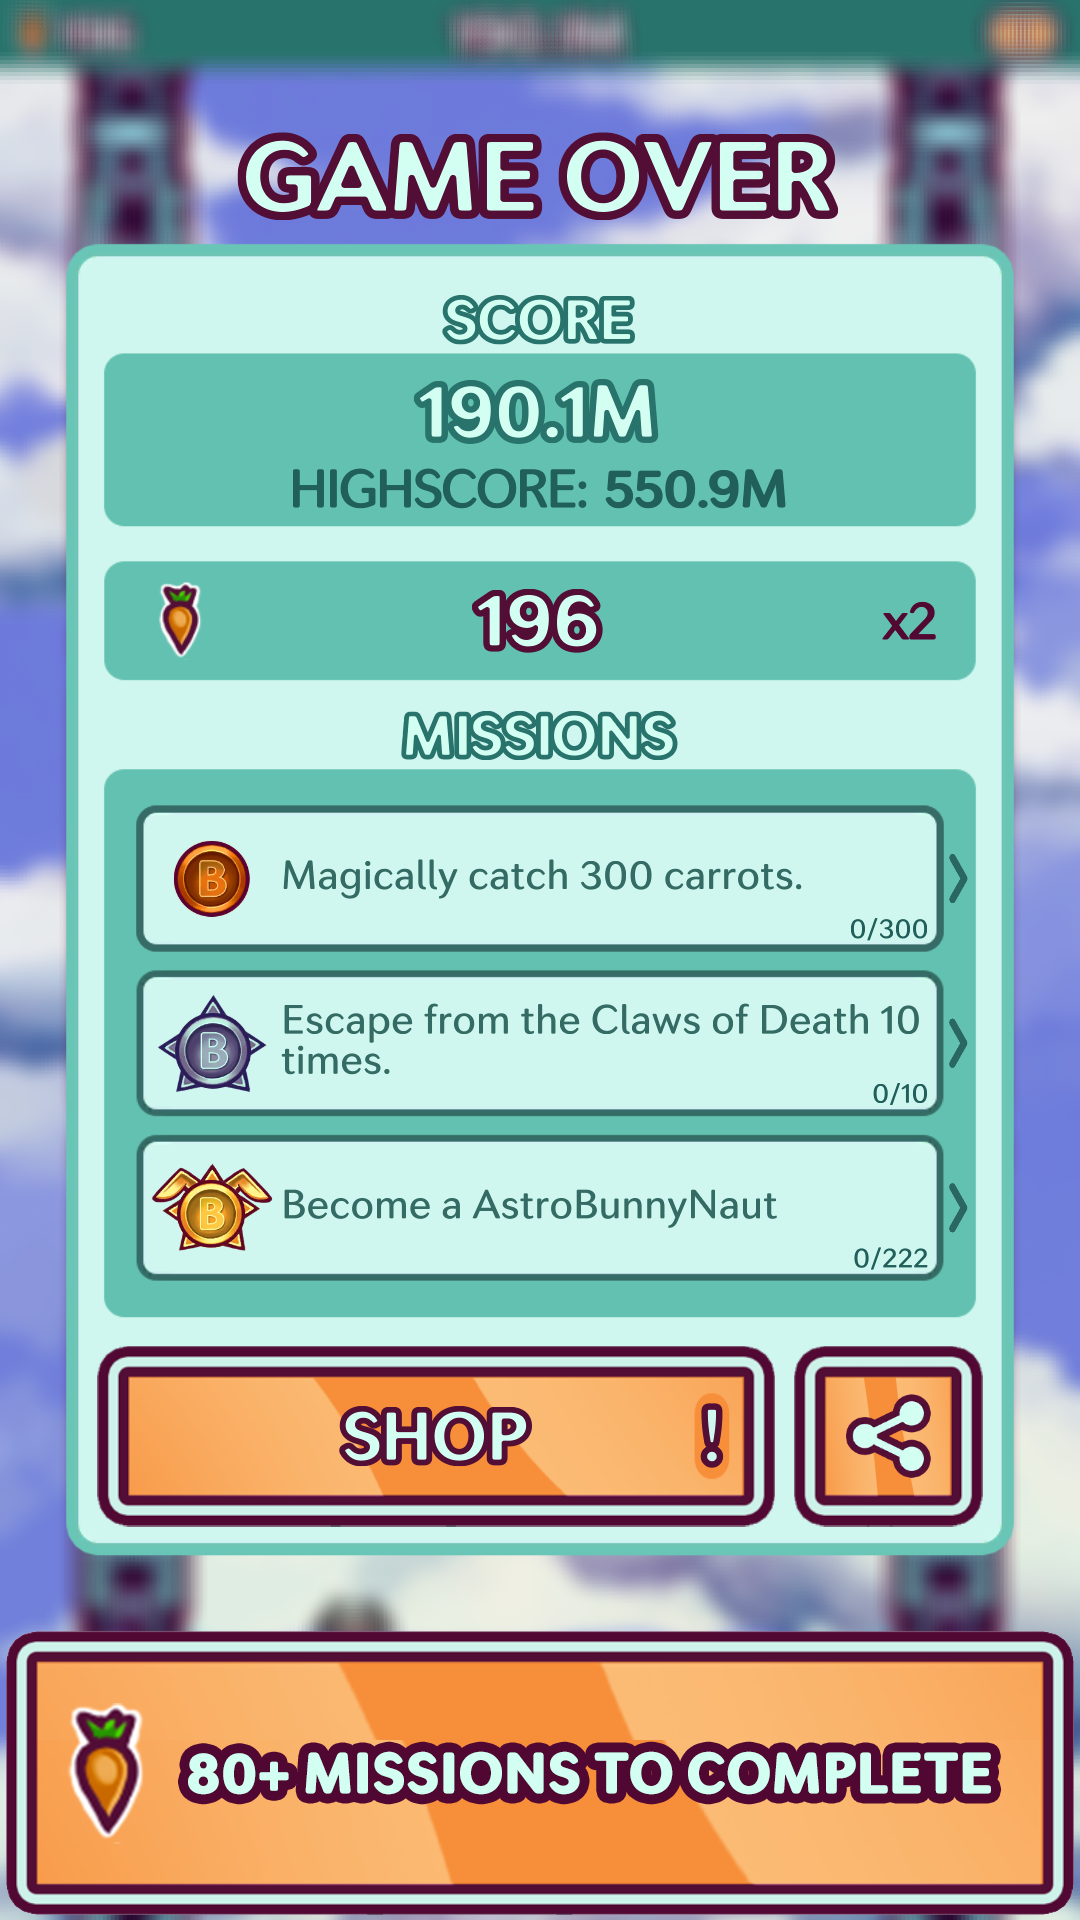 GAME OVER
SCORE
190.1M
HIGHSCORE: 550.9M
196
x2
MISSIONS
B
Magically catch 300 carrots.
0/300
B
Escape from the Claws of Death 10
times.
0/10
B
Become a AstroBunnyNaut
0/222
SHOP
!
80+ MISSIONS TO COMPLETE